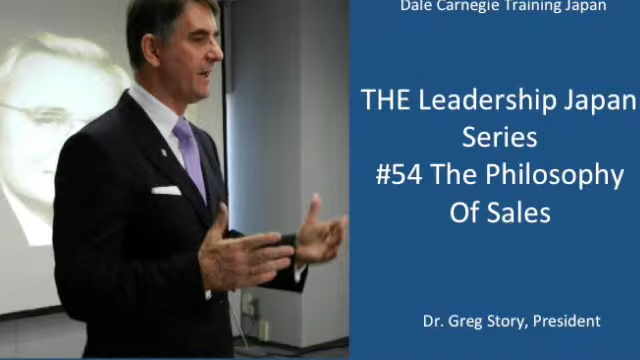 Dale Carnegie Training Japan
THE Leadership Japan
Series
#54 The Philosophy
Of Sales
Dr. Greg Story, President